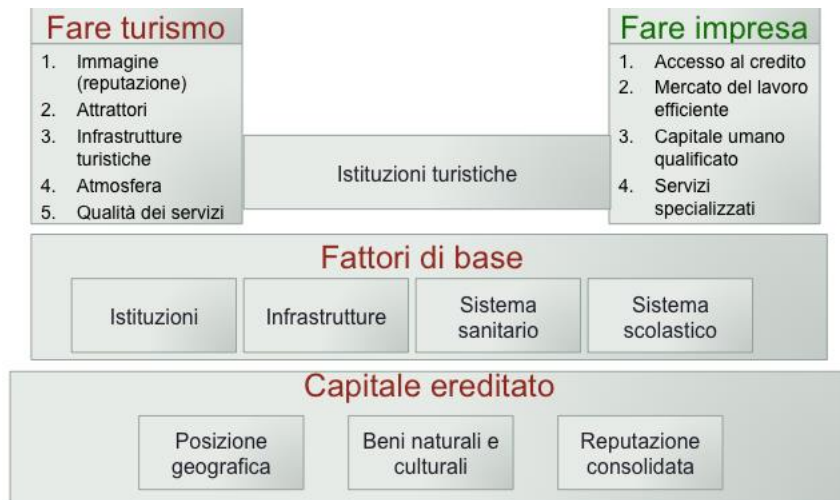 Fare turismo
1. Immagine
(reputazione)
2. Attrattori
3. Infrastrutture
turistiche
4. Atmosfera
5. Qualità dei servizi
Istituzioni turistiche
Fare impresa
1. Accesso al credito
2. Mercato del lavoro
efficiente
3. Capitale umano
qualificato
4. Servizi
specializzati
Fattori di base
Istituzioni
Infrastrutture
Sistema
sanitario
Sistema
scolastico
Capitale ereditato
Posizione
geografica
Beni naturali e
culturali
Reputazione
consolidata